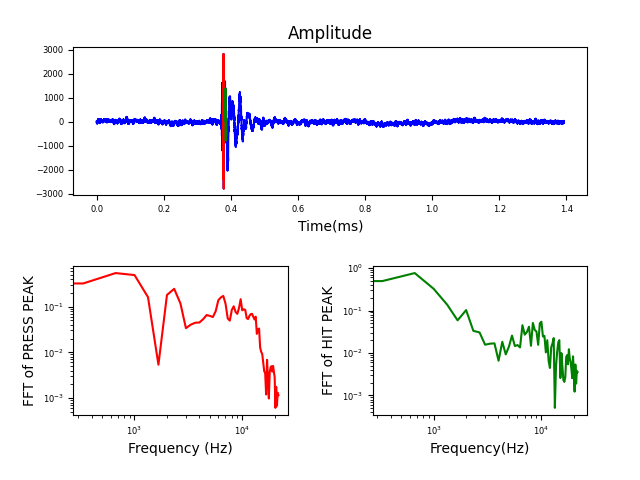 Amplitude
3000
2000
1000
0
−1000
−2000
−3000
0.0 0.2 0.4 0.6 0.8 1.0 1.2 1.4
Time(ms)
FFT of PRESS PEAK
10⁻¹
10⁻²
10⁻³
10³ 10⁴
Frequency (Hz)
FFT of HIT PEAK
10⁰
10⁻¹
10⁻²
10⁻³
10³ 10⁴
Frequency(Hz)